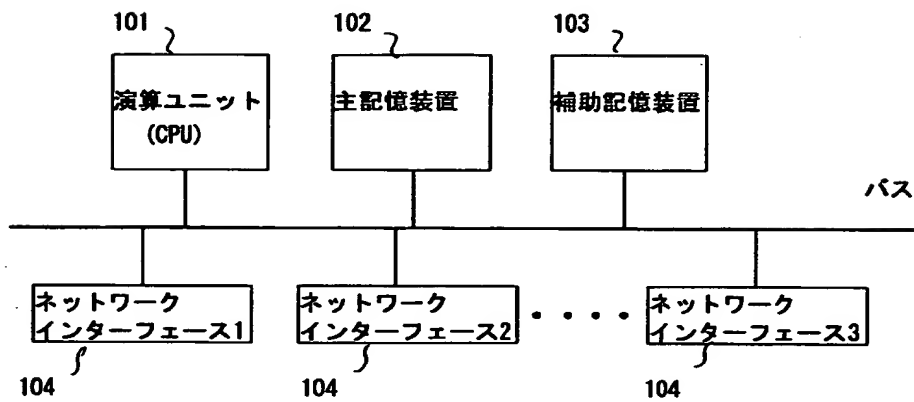 101
102
103
演算ユニット
(CPU)
主記憶装置
補助記憶装置
バス
ネットワーク
インターフェース1
ネットワーク
インターフェース2
・・・・
ネットワーク
インターフェース3
104
104
104